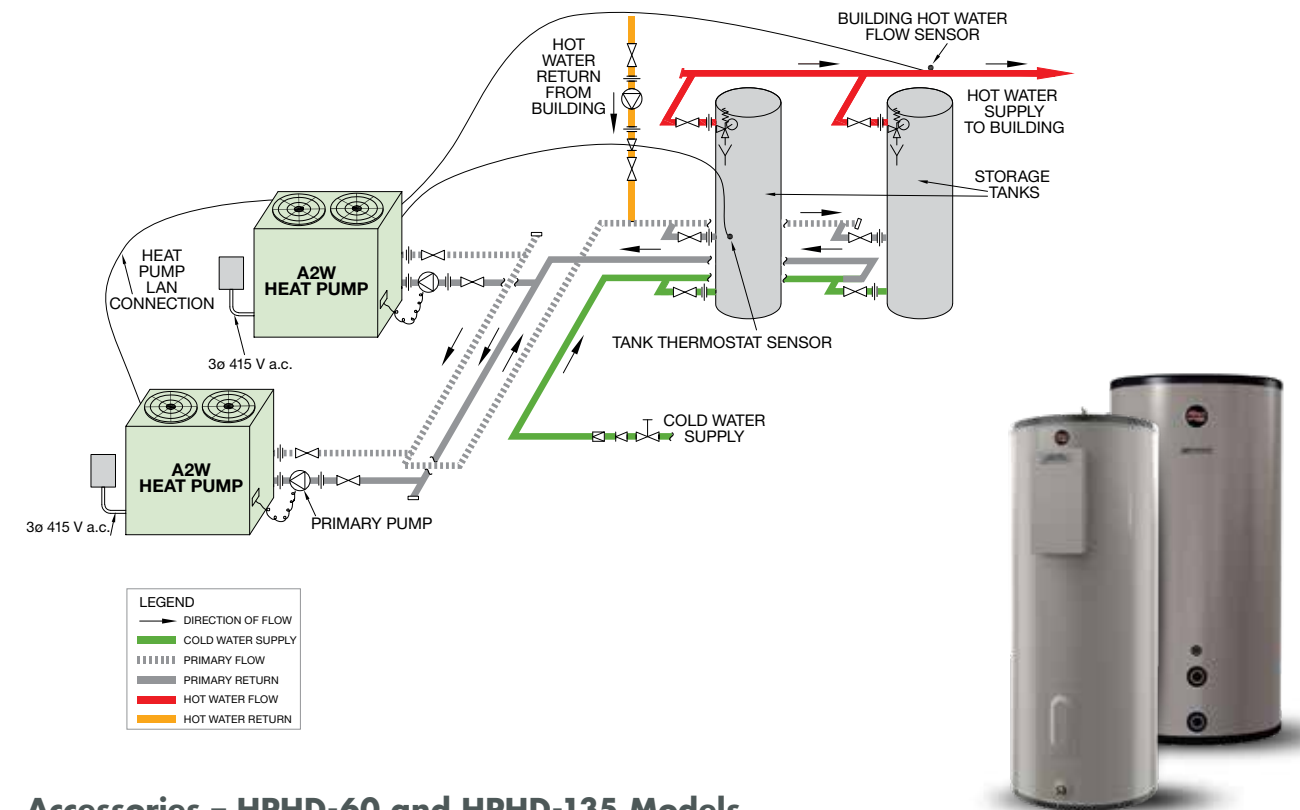 BUILDING HOT WATER
FLOW SENSOR
HOT
WATER
RETURN
FROM
BUILDING
HOT WATER
SUPPLY
TO BUILDING
STORAGE
TANKS
HEAT
PUMP
LAN
CONNECTION
A2W
HEAT PUMP
3ø 415 V a.c.
TANK THERMOSTAT SENSOR
COLD WATER
SUPPLY
A2W
HEAT PUMP
3ø 415 V a.c.
PRIMARY PUMP
LEGEND
DIRECTION OF FLOW
COLD WATER SUPPLY
PRIMARY FLOW
PRIMARY RETURN
HOT WATER FLOW
HOT WATER RETURN
Accessories – HPHD-60 and HPHD-135 Models